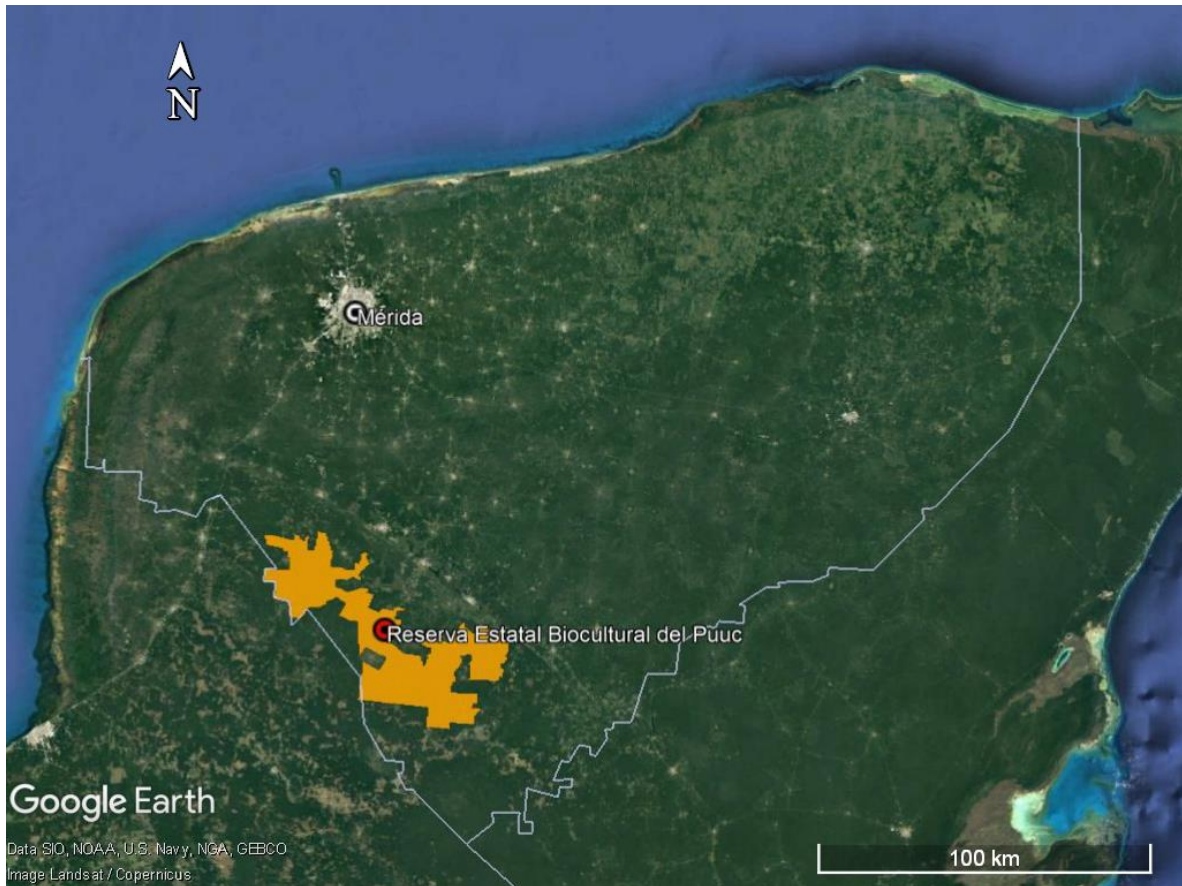 N
Mérida
Reserva Estatal Biocultural del Puuc
Google Earth
Data SIO, NOAA, U.S. Navy, NGA, GEBCO
Image Landsat / Copernicus
100 km